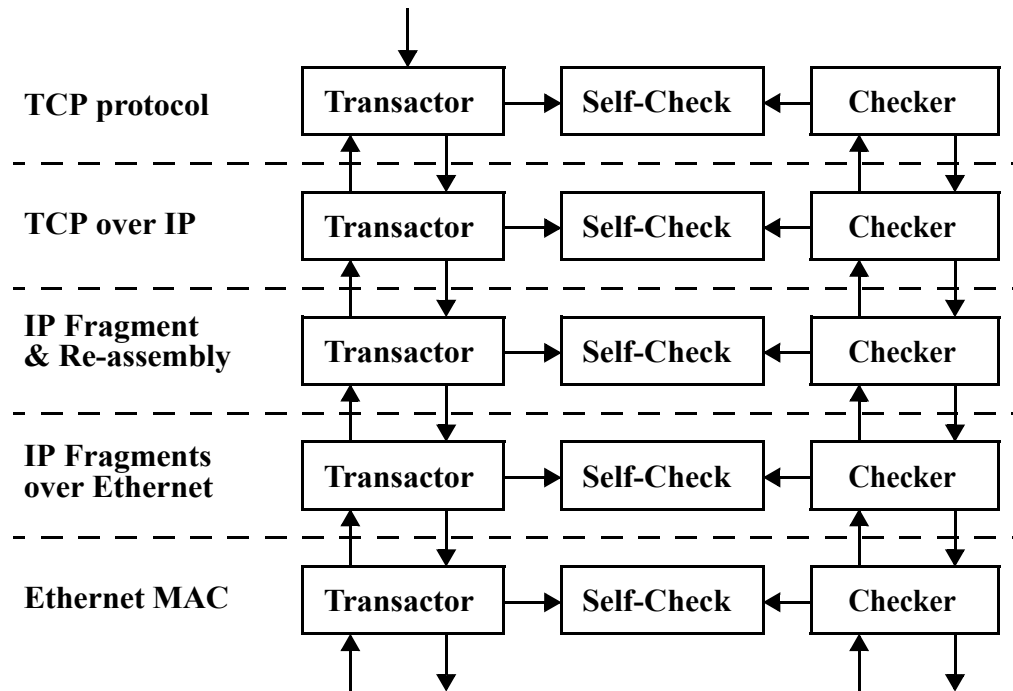 TCP protocol
Transactor
Self-Check
Checker
TCP over IP
Transactor
Self-Check
Checker
IP Fragment
& Re-assembly
Transactor
Self-Check
Checker
IP Fragments
over Ethernet
Transactor
Self-Check
Checker
Ethernet MAC
Transactor
Self-Check
Checker